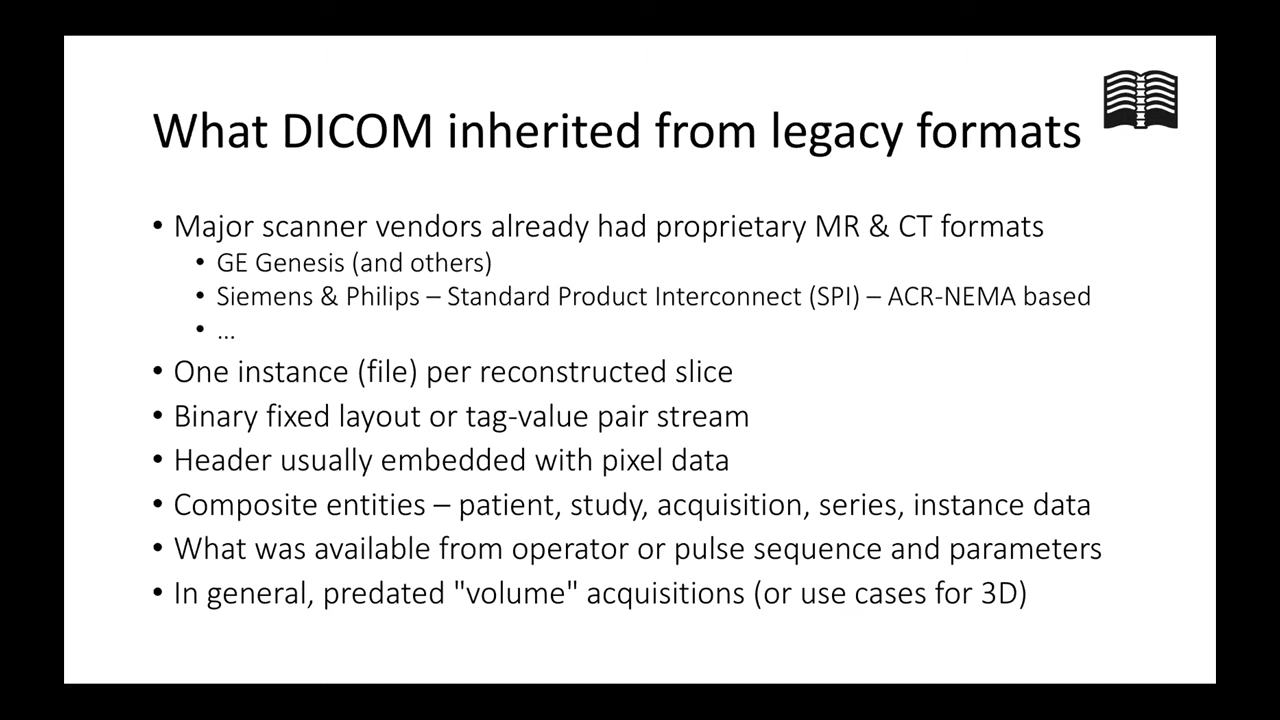 What DICOM inherited from legacy formats
• Major scanner vendors already had proprietary MR & CT formats
• GE Genesis (and others)
• Siemens & Philips – Standard Product Interconnect (SPI) – ACR-NEMA based
• ...
• One instance (file) per reconstructed slice
• Binary fixed layout or tag-value pair stream
• Header usually embedded with pixel data
• Composite entities – patient, study, acquisition, series, instance data
• What was available from operator or pulse sequence and parameters
• In general, predated "volume" acquisitions (or use cases for 3D)